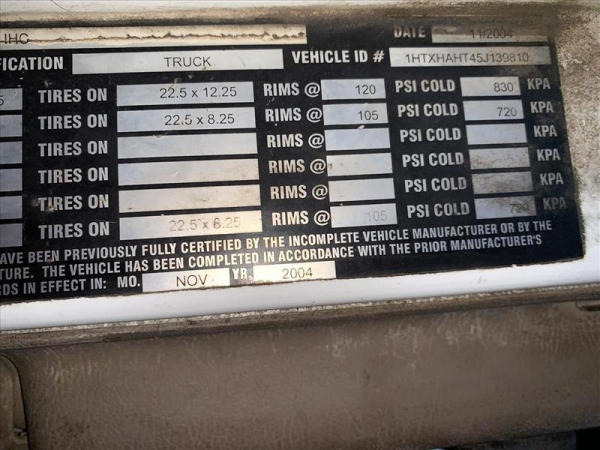 IHC DATE 11/2004
FICATION TRUCK VEHICLE ID # 1HTXHAHT45J139810
5 TIRES ON 22.5 x 12.25 RIMS @ 120 PSI COLD 830 KPA
TIRES ON 22.5 x 8.25 RIMS @ 105 PSI COLD 720 KPA
TIRES ON RIMS @ PSI COLD KPA
TIRES ON RIMS @ PSI COLD KPA
TIRES ON RIMS @ PSI COLD KPA
TIRES ON 22.5 x 8.25 RIMS @ 105 PSI COLD KPA
AVE BEEN PREVIOUSLY FULLY CERTIFIED BY THE INCOMPLETE VEHICLE MANUFACTURER OR BY THE
TURE. THE VEHICLE HAS BEEN COMPLETED IN ACCORDANCE WITH THE PRIOR MANUFACTURER'S
RDS IN EFFECT IN: MO. NOV YR. 2004